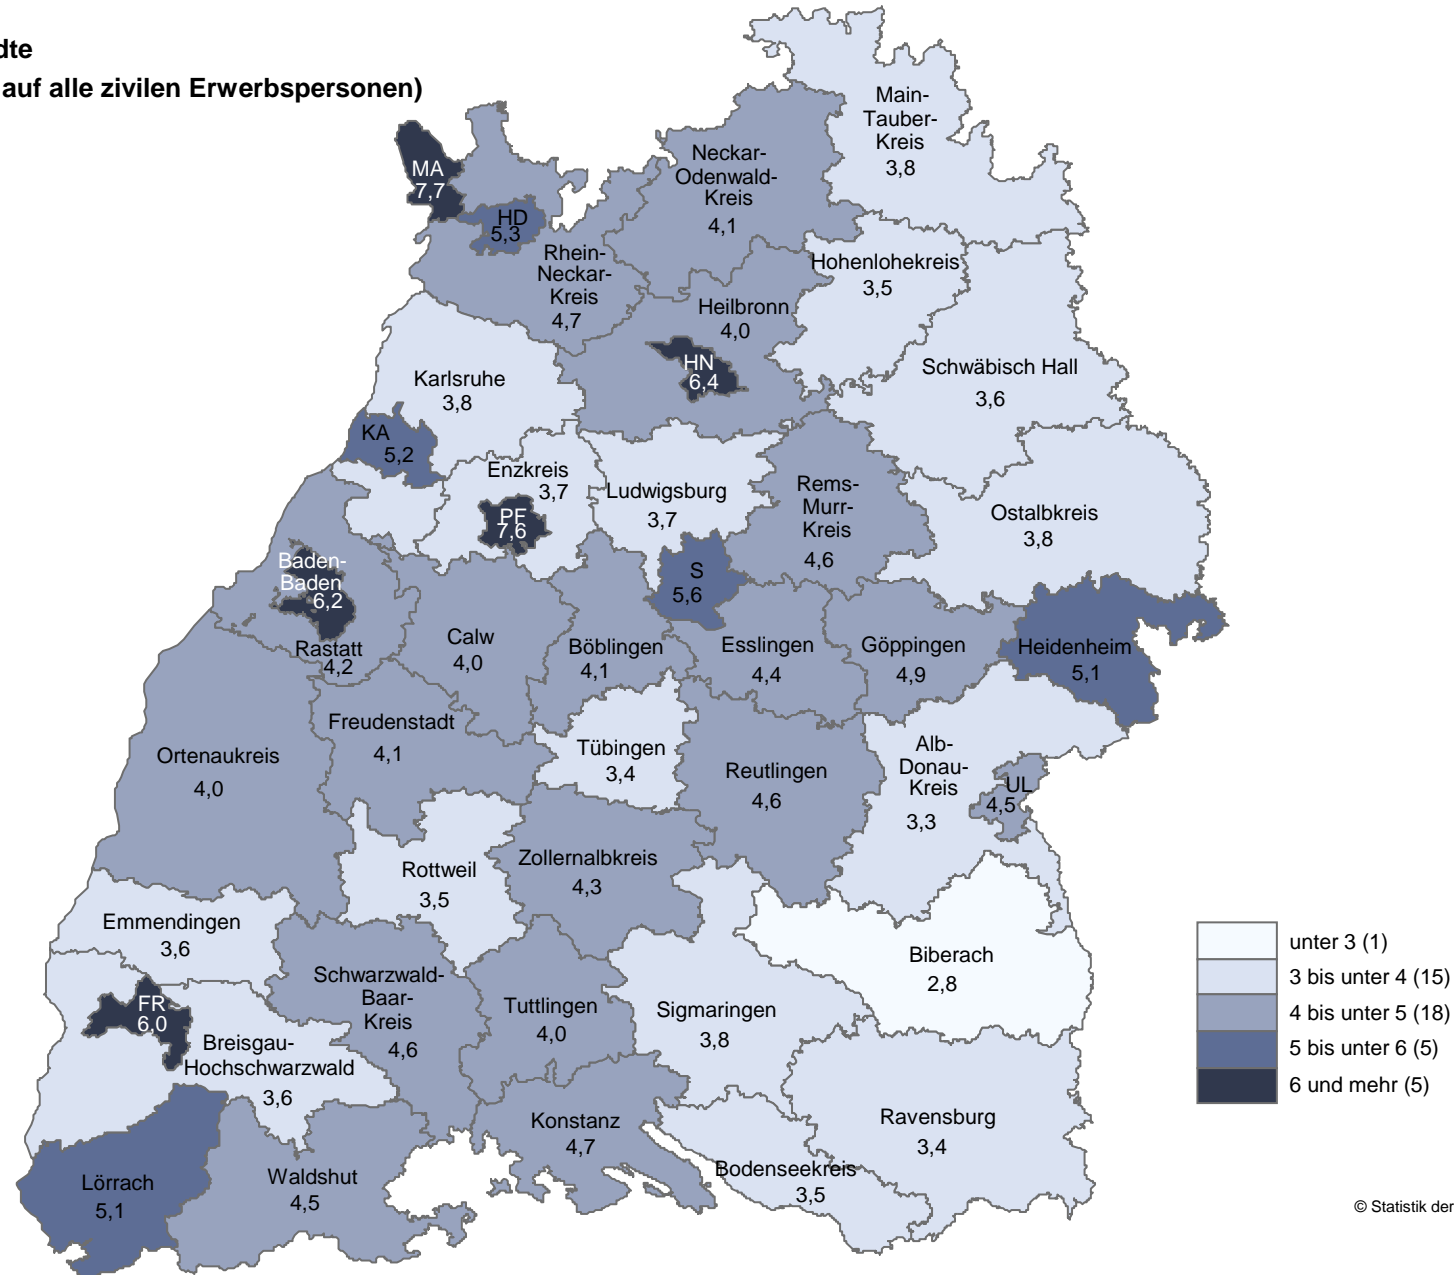 dte
auf alle zivilen Erwerbspersonen)
Main-
Tauber-
Kreis
3,8
MA
7,7
Neckar-
Odenwald-
Kreis
4,1
HD
5,3
Rhein-
Neckar-
Kreis
4,7
Hohenlohekreis
3,5
Heilbronn
4,0
HN
6,4
Schwäbisch Hall
3,6
Karlsruhe
3,8
KA
5,2
Enzkreis
3,7
PF
7,6
Ludwigsburg
3,7
Rems-
Murr-
Kreis
4,6
Ostalbkreis
3,8
Baden-
Baden
6,2
Rastatt
4,2
S
5,6
Calw
4,0
Böblingen
4,1
Esslingen
4,4
Göppingen
4,9
Heidenheim
5,1
Freudenstadt
4,1
Ortenaukreis
4,0
Tübingen
3,4
Reutlingen
4,6
Alb-
Donau-
Kreis
3,3
UL
4,5
Rottweil
3,5
Zollernalbkreis
4,3
Emmendingen
3,6
Biberach
2,8
Schwarzwald-
Baar-
Kreis
4,6
Tuttlingen
4,0
Sigmaringen
3,8
FR
6,0
Breisgau-
Hochschwarzwald
3,6
Konstanz
4,7
Ravensburg
3,4
Bodenseekreis
3,5
Lörrach
5,1
Waldshut
4,5
unter 3 (1)
3 bis unter 4 (15)
4 bis unter 5 (18)
5 bis unter 6 (5)
6 und mehr (5)
© Statistik der